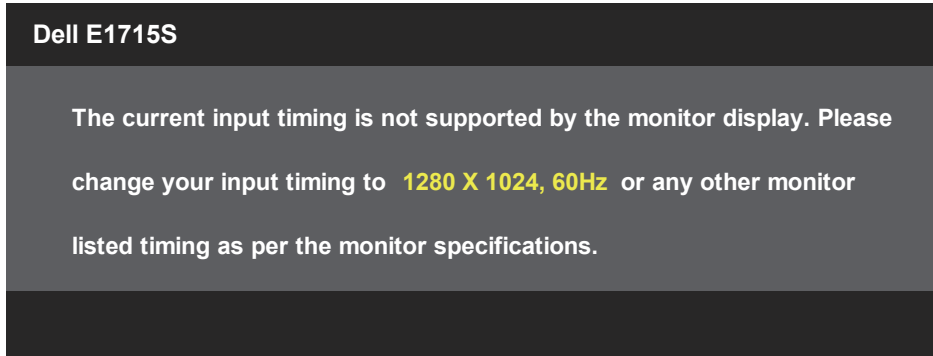 Dell E1715S
The current input timing is not supported by the monitor display. Please
change your input timing to 1280 X 1024, 60Hz or any other monitor
listed timing as per the monitor specifications.